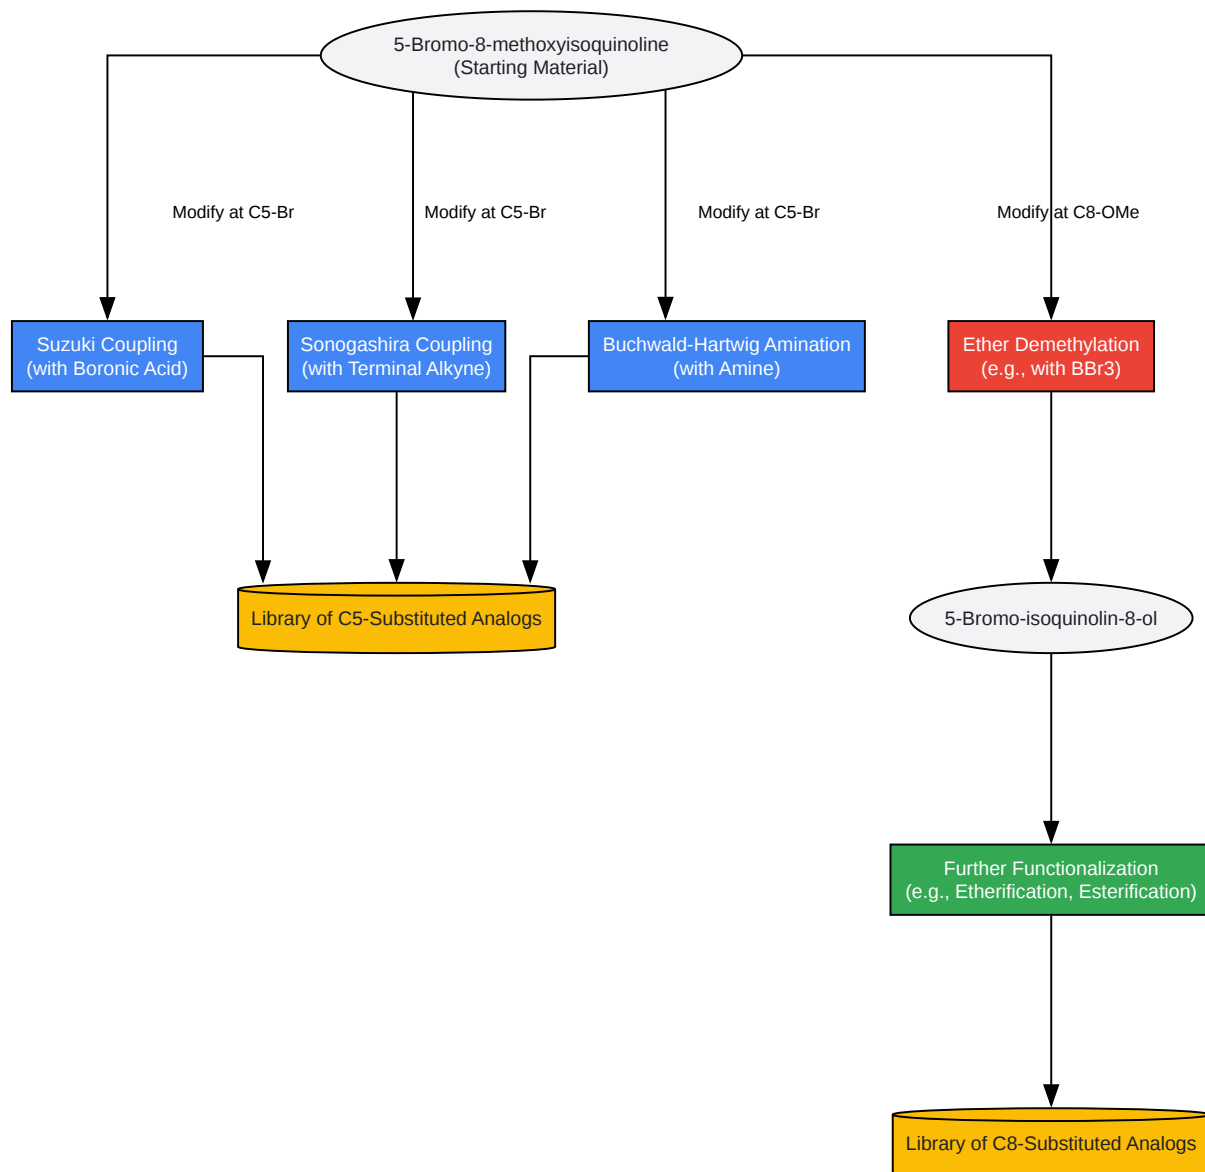 5-Bromo-8-methoxyisoquinoline
(Starting Material)
Modify at C5-Br
Modify at C5-Br
Modify at C5-Br
Modify at C8-OMe
Suzuki Coupling
(with Boronic Acid)
Sonogashira Coupling
(with Terminal Alkyne)
Buchwald-Hartwig Amination
(with Amine)
Ether Demethylation
(e.g., with BBr3)
Library of C5-Substituted Analogs
5-Bromo-isoquinolin-8-ol
Further Functionalization
(e.g., Etherification, Esterification)
Library of C8-Substituted Analogs